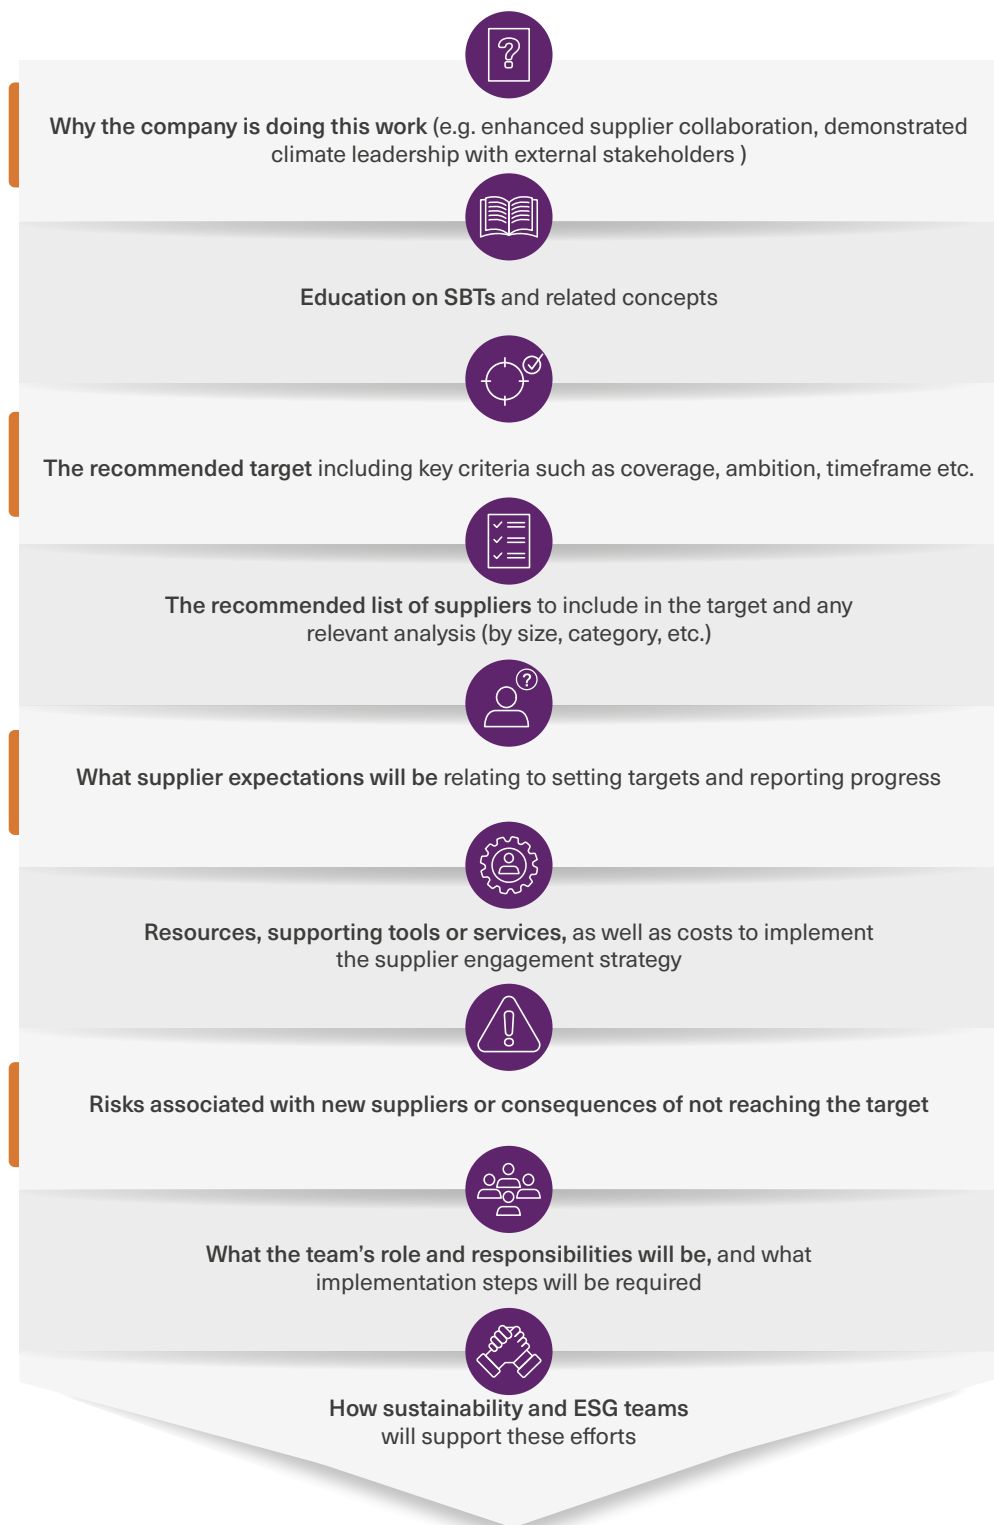 Why the company is doing this work (e.g. enhanced supplier collaboration, demonstrated
climate leadership with external stakeholders )
Education on SBTs and related concepts
The recommended target including key criteria such as coverage, ambition, timeframe etc.
The recommended list of suppliers to include in the target and any
relevant analysis (by size, category, etc.)
What supplier expectations will be relating to setting targets and reporting progress
Resources, supporting tools or services, as well as costs to implement
the supplier engagement strategy
Risks associated with new suppliers or consequences of not reaching the target
What the team’s role and responsibilities will be, and what
implementation steps will be required
How sustainability and ESG teams
will support these efforts